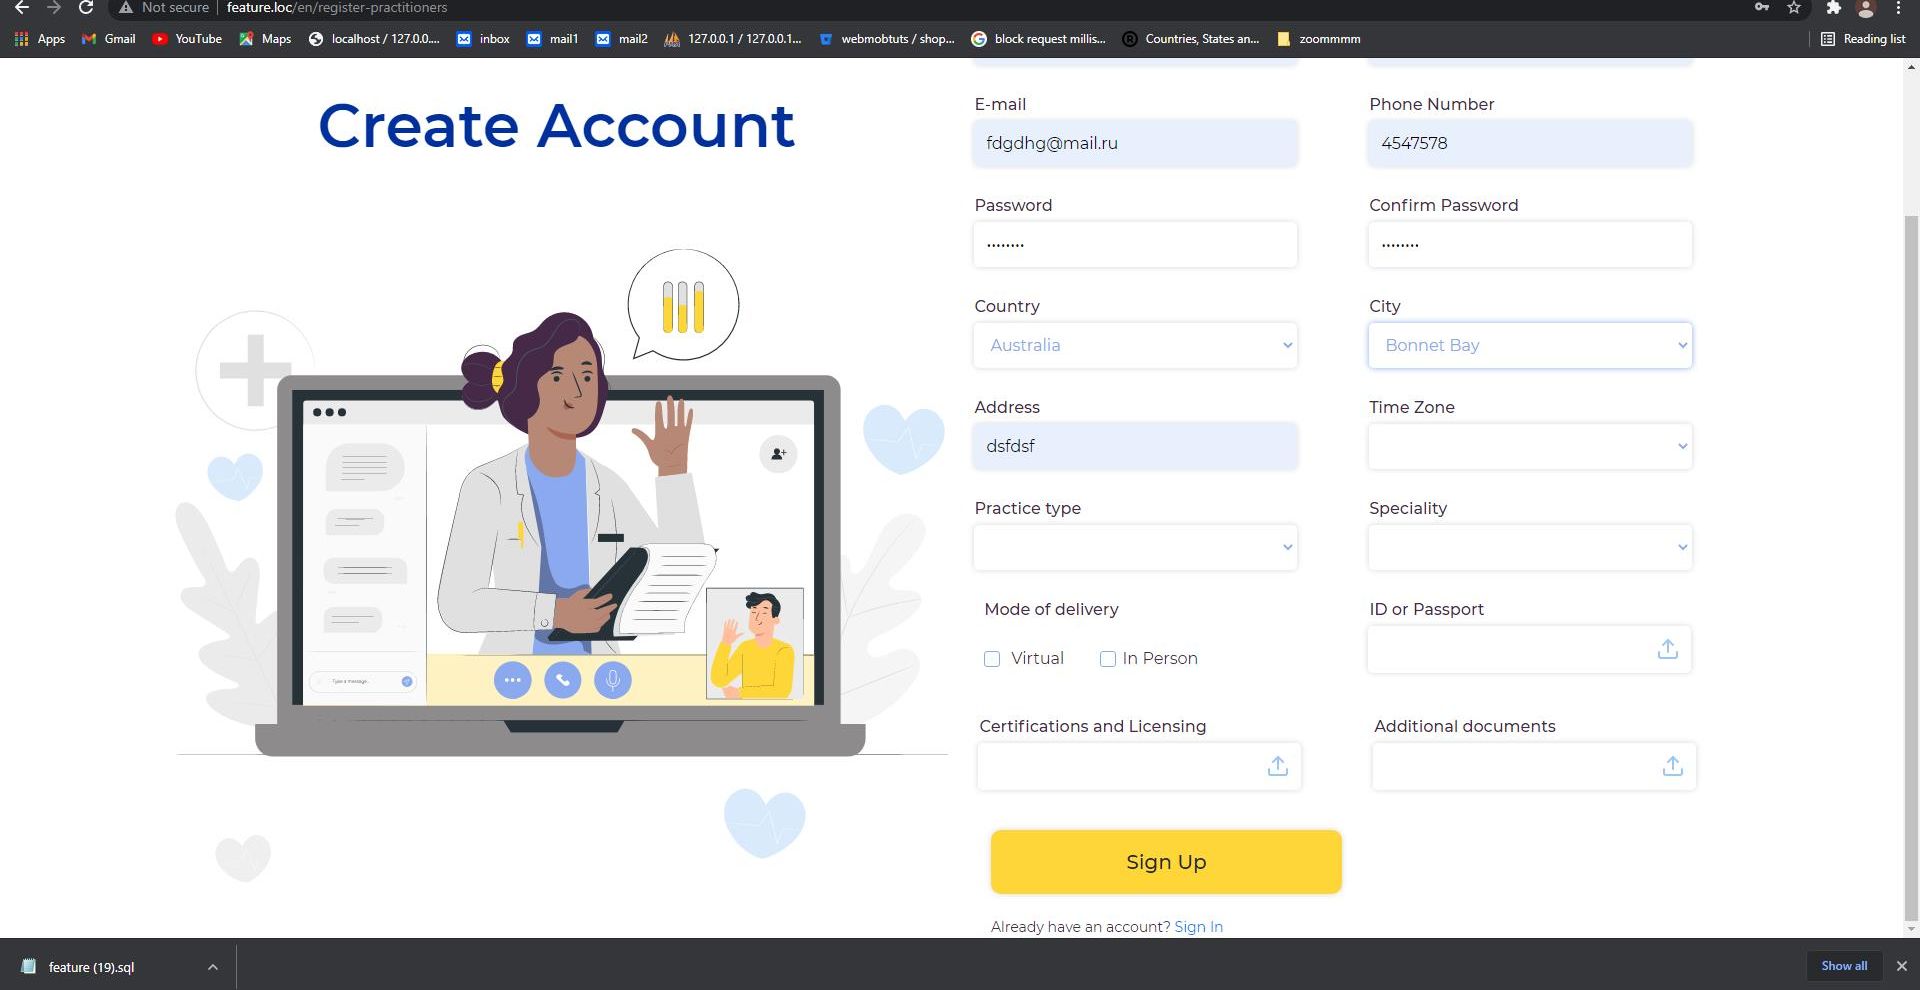 Not secure feature.loc/en/register-practitioners
Apps Gmail YouTube Maps localhost / 127.0.0.... inbox mail1 mail2 127.0.0.1 / 127.0.0.1... webmobtuts / shop... block request millis... Countries, States an... zoommmm Reading list
Create Account
E-mail Phone Number
fdgdhg@mail.ru 4547578
Password Confirm Password
•••••••• ••••••••
Country City
Australia Bonnet Bay
Address Time Zone
dsfdsf
Practice type Speciality
Mode of delivery ID or Passport
Virtual In Person
Certifications and Licensing Additional documents
Type a message..
Sign Up
Already have an account? Sign In
feature (19).sql Show all